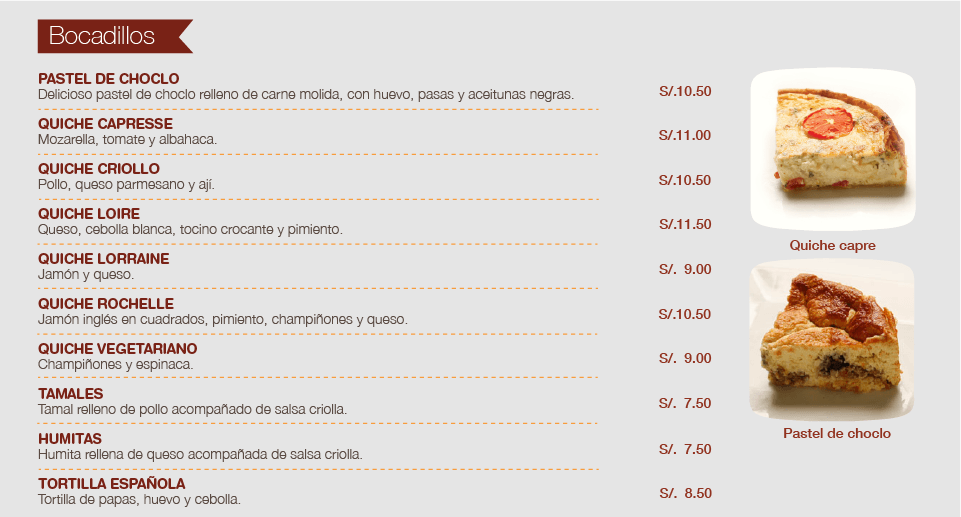 Bocadillos
PASTEL DE CHOCLO
Delicioso pastel de choclo relleno de carne molida, con huevo, pasas y aceitunas negras.
S/.10.50
QUICHE CAPRESSE
Mozarella, tomate y albahaca.
S/.11.00
QUICHE CRIOLLO
Pollo, queso parmesano y ají.
S/.10.50
QUICHE LOIRE
Queso, cebolla blanca, tocino crocante y pimiento.
S/.11.50
QUICHE LORRAINE
Jamón y queso.
S/. 9.00
QUICHE ROCHELLE
Jamón inglés en cuadrados, pimiento, champiñones y queso.
S/.10.50
QUICHE VEGETARIANO
Champiñones y espinaca.
S/. 9.00
TAMALES
Tamal relleno de pollo acompañado de salsa criolla.
S/. 7.50
HUMITAS
Humita rellena de queso acompañada de salsa criolla.
S/. 7.50
TORTILLA ESPAÑOLA
Tortilla de papas, huevo y cebolla.
S/. 8.50
Quiche capre
Pastel de choclo